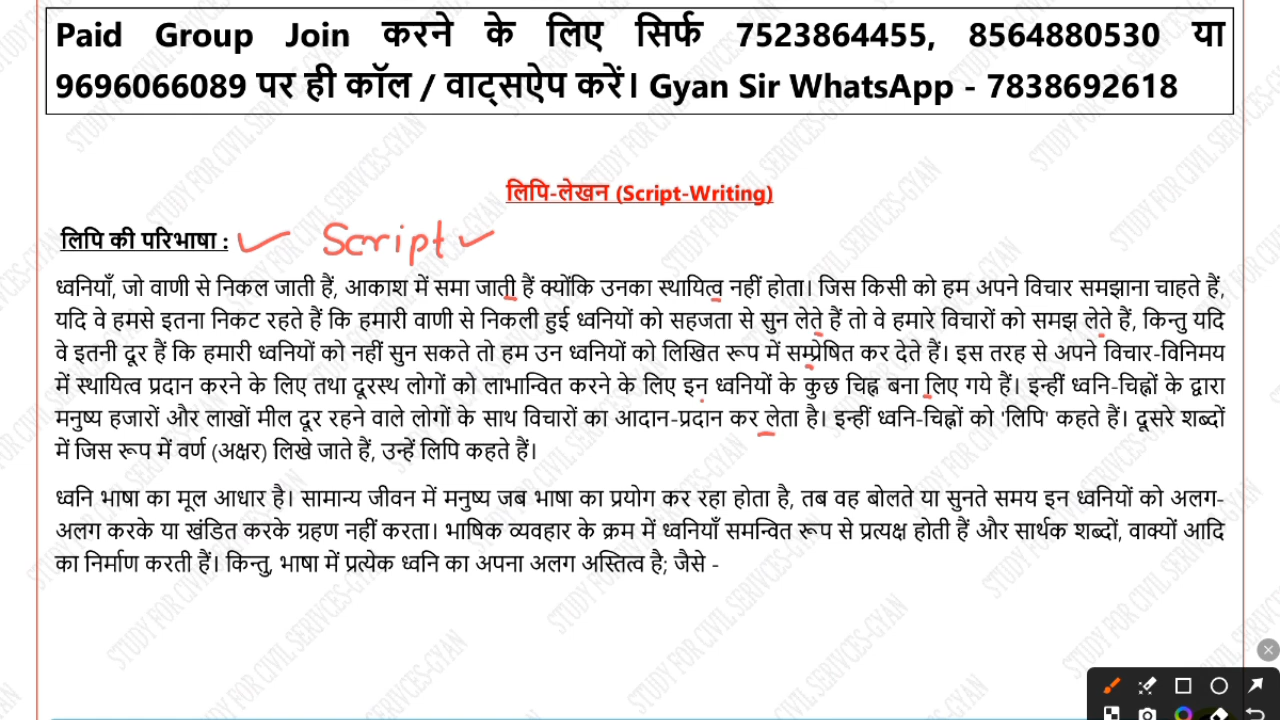 Paid Group Join करने के लिए सिर्फ 7523864455, 8564880530 या
9696066089 पर ही कॉल / वाट्सऐप करें। Gyan Sir WhatsApp - 7838692618
लिपि-लेखन (Script-Writing)
लिपि की परिभाषा : Script
ध्वनियाँ, जो वाणी से निकल जाती हैं, आकाश में समा जाती हैं क्योंकि उनका स्थायित्व नहीं होता। जिस किसी को हम अपने विचार समझाना चाहते हैं,
यदि वे हमसे इतना निकट रहते हैं कि हमारी वाणी से निकली हुई ध्वनियों को सहजता से सुन लेते हैं तो वे हमारे विचारों को समझ लेते हैं, किन्तु यदि
वे इतनी दूर हैं कि हमारी ध्वनियों को नहीं सुन सकते तो हम उन ध्वनियों को लिखित रूप में सम्प्रेषित कर देते हैं। इस तरह से अपने विचार-विनिमय
में स्थायित्व प्रदान करने के लिए तथा दूरस्थ लोगों को लाभान्वित करने के लिए इन ध्वनियों के कुछ चिह्न बना लिए गये हैं। इन्हीं ध्वनि-चिह्नों के द्वारा
मनुष्य हजारों और लाखों मील दूर रहने वाले लोगों के साथ विचारों का आदान-प्रदान कर लेता है। इन्हीं ध्वनि-चिह्नों को 'लिपि' कहते हैं। दूसरे शब्दों
में जिस रूप में वर्ण (अक्षर) लिखे जाते हैं, उन्हें लिपि कहते हैं।
ध्वनि भाषा का मूल आधार है। सामान्य जीवन में मनुष्य जब भाषा का प्रयोग कर रहा होता है, तब वह बोलते या सुनते समय इन ध्वनियों को अलग-
अलग करके या खंडित करके ग्रहण नहीं करता। भाषिक व्यवहार के क्रम में ध्वनियाँ समन्वित रूप से प्रत्यक्ष होती हैं और सार्थक शब्दों, वाक्यों आदि
का निर्माण करती हैं। किन्तु, भाषा में प्रत्येक ध्वनि का अपना अलग अस्तित्व है; जैसे -
STUDY FOR CIVIL SERIVCES-GYAN